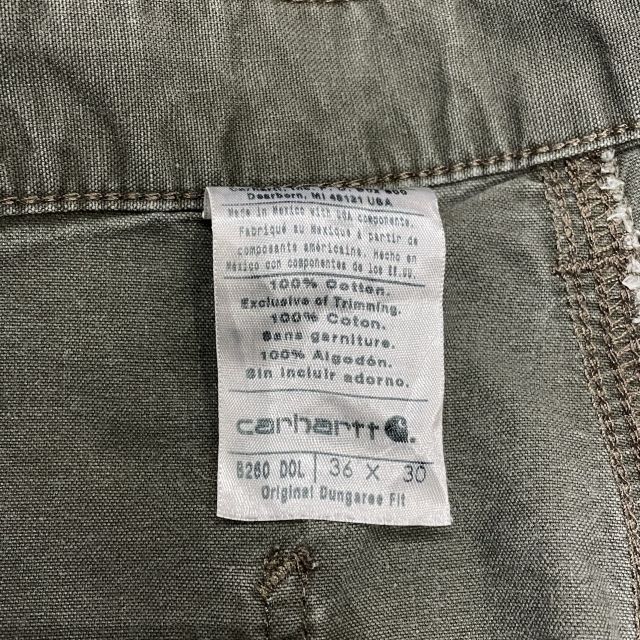 Dearborn, MI 48121 USA
Made in Mexico with USA components.
Fabriqué au Mexique à partir de
composants américains. Hecho en
México con componentes de los EE.UU.
100% Cotton.
Exclusive of Trimming.
100% Coton.
Sans garniture.
100% Algodón.
Sin incluir adorno.
carhartt
B260 DOL 36 X 30
Original Dungaree Fit